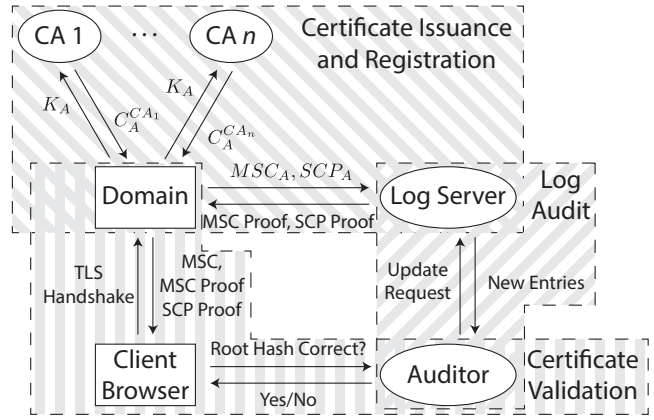 CA 1 ... CA n
Certificate Issuance
and Registration
K_A
C_A^{CA_1}
K_A
C_A^{CA_n}
Domain
MSC_A, SCP_A
MSC Proof, SCP Proof
Log Server
Log
Audit
TLS
Handshake
MSC,
MSC Proof
SCP Proof
Update
Request
New Entries
Client
Browser
Root Hash Correct?
Yes/No
Auditor
Certificate
Validation